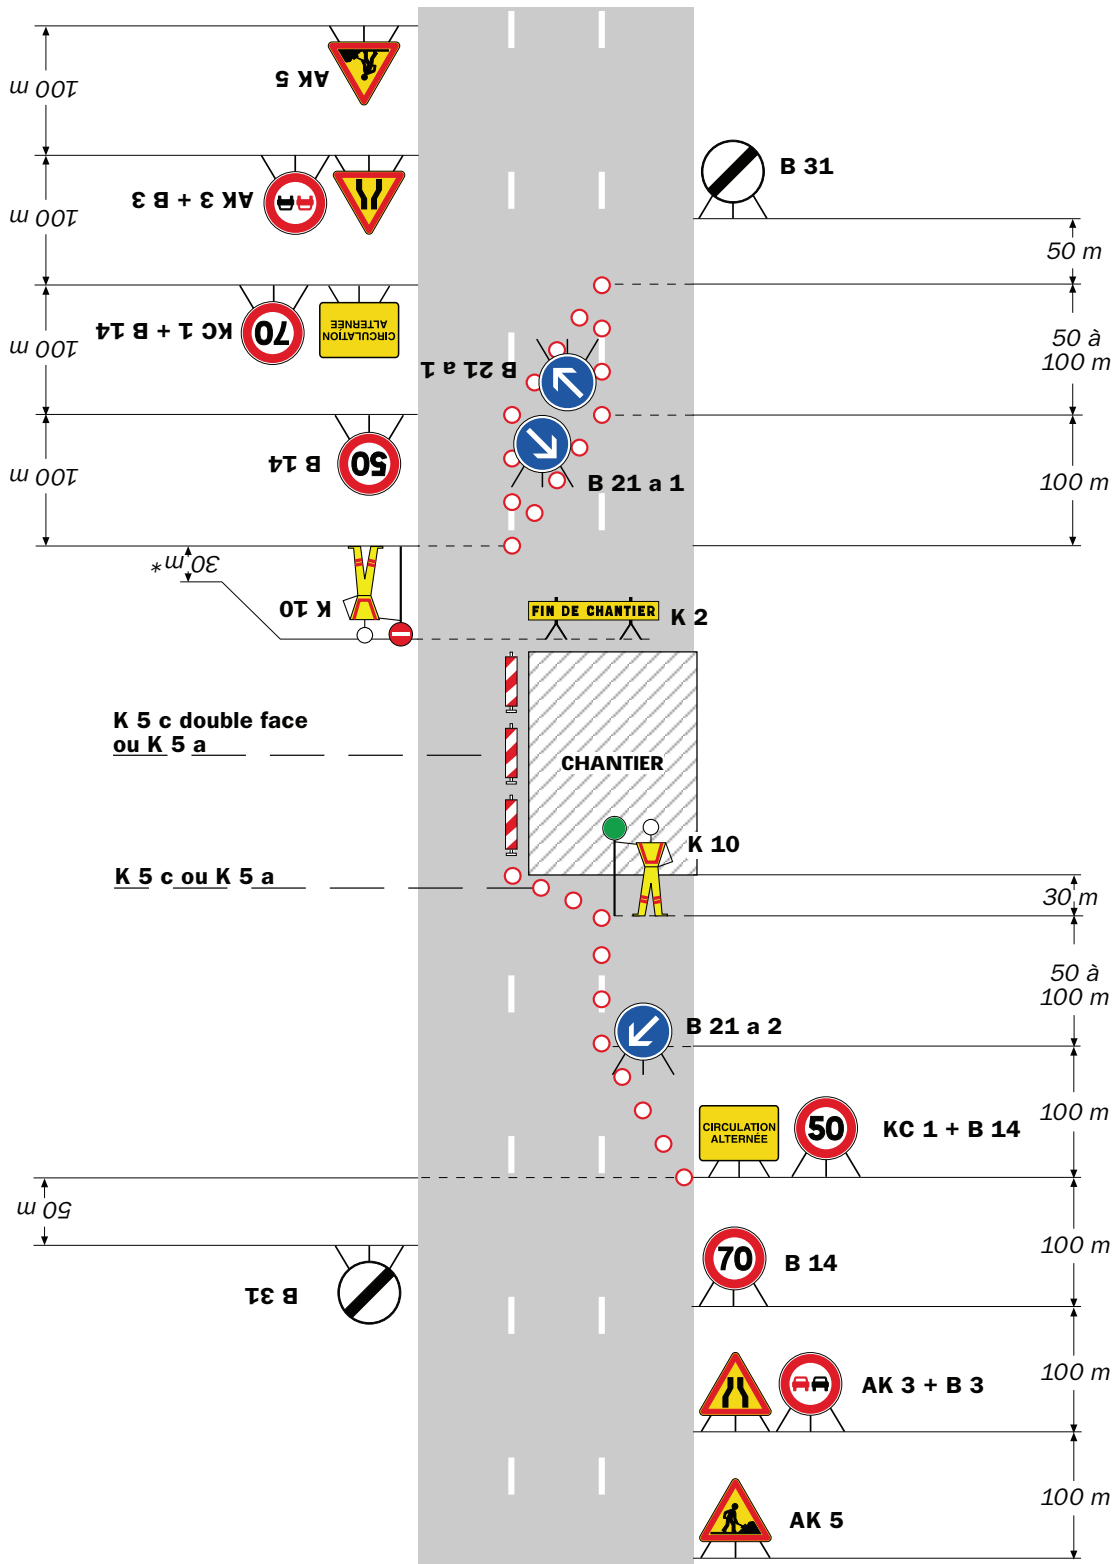 AK 5
100 m
B 31
AK 3 + B 3
100 m
50 m
KC 1 + B 14
70
CIRCULATION
ALTERNÉE
100 m
50 à
100 m
B 21 a 1
B 14
50
100 m
B 21 a 1
100 m
30 m*
K 10
FIN DE CHANTIER
K 2
K 5 c double face
ou K 5 a
CHANTIER
K 10
K 5 c ou K 5 a
30 m
50 à
100 m
B 21 a 2
CIRCULATION
ALTERNÉE
50
KC 1 + B 14
100 m
50 m
70
B 14
100 m
B 31
AK 3 + B 3
100 m
AK 5
100 m